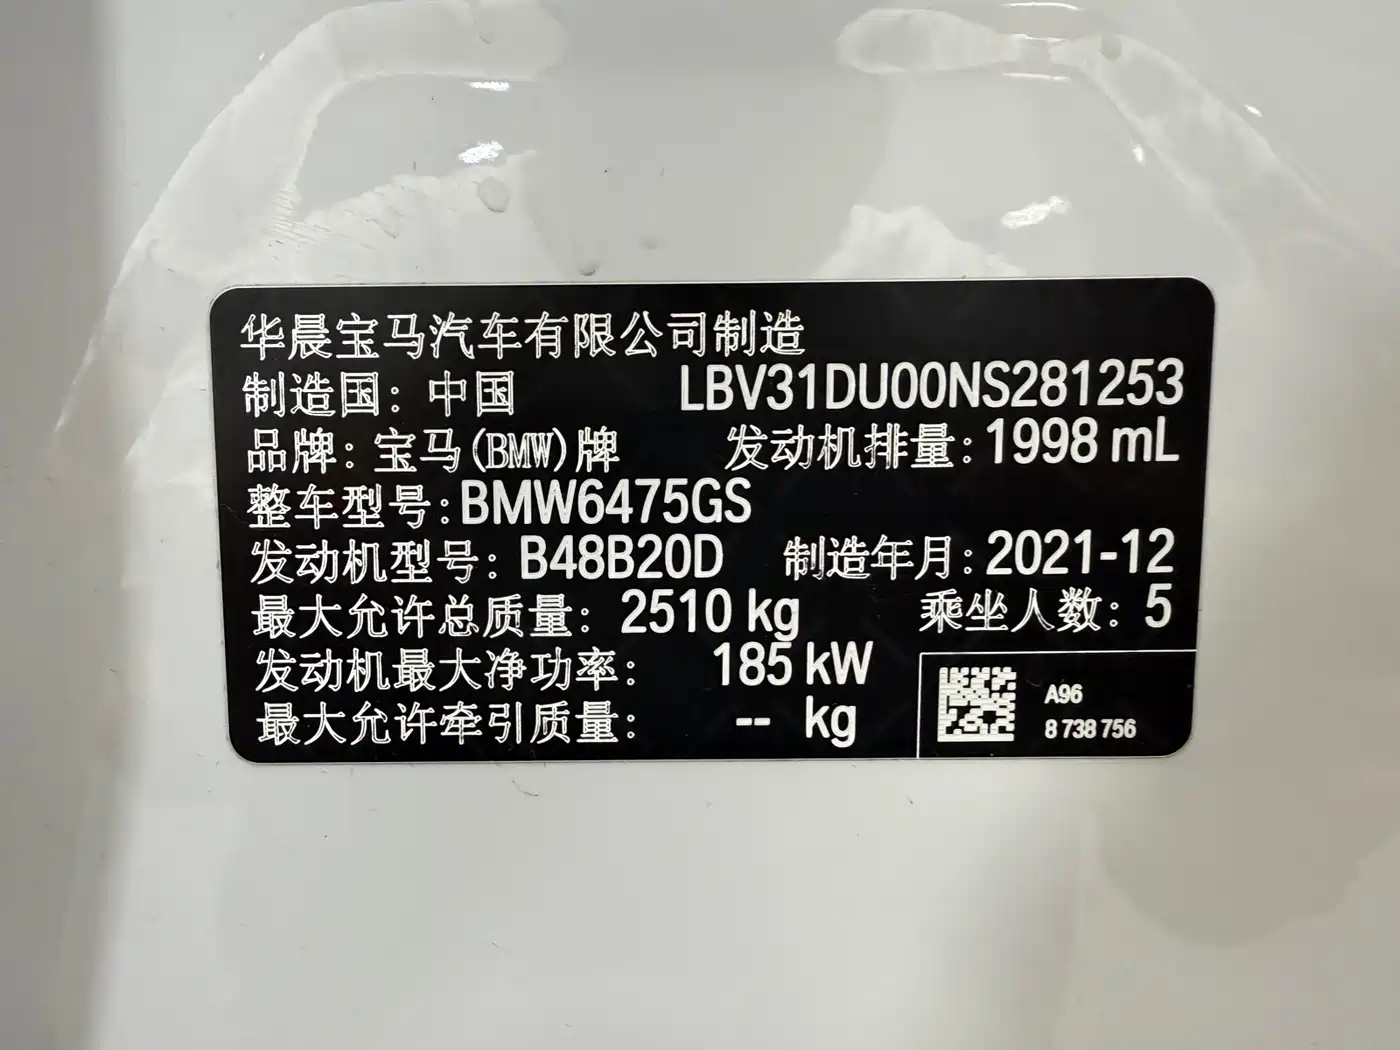 华晨宝马汽车有限公司制造
制造国：中国 LBV31DU00NS281253
品牌：宝马(BMW)牌 发动机排量：1998 mL
整车型号：BMW6475GS
发动机型号：B48B20D 制造年月：2021-12
最大允许总质量：2510 kg 乘坐人数：5
发动机最大净功率：185 kW
最大允许牵引质量：-- kg
A96
8 738 756